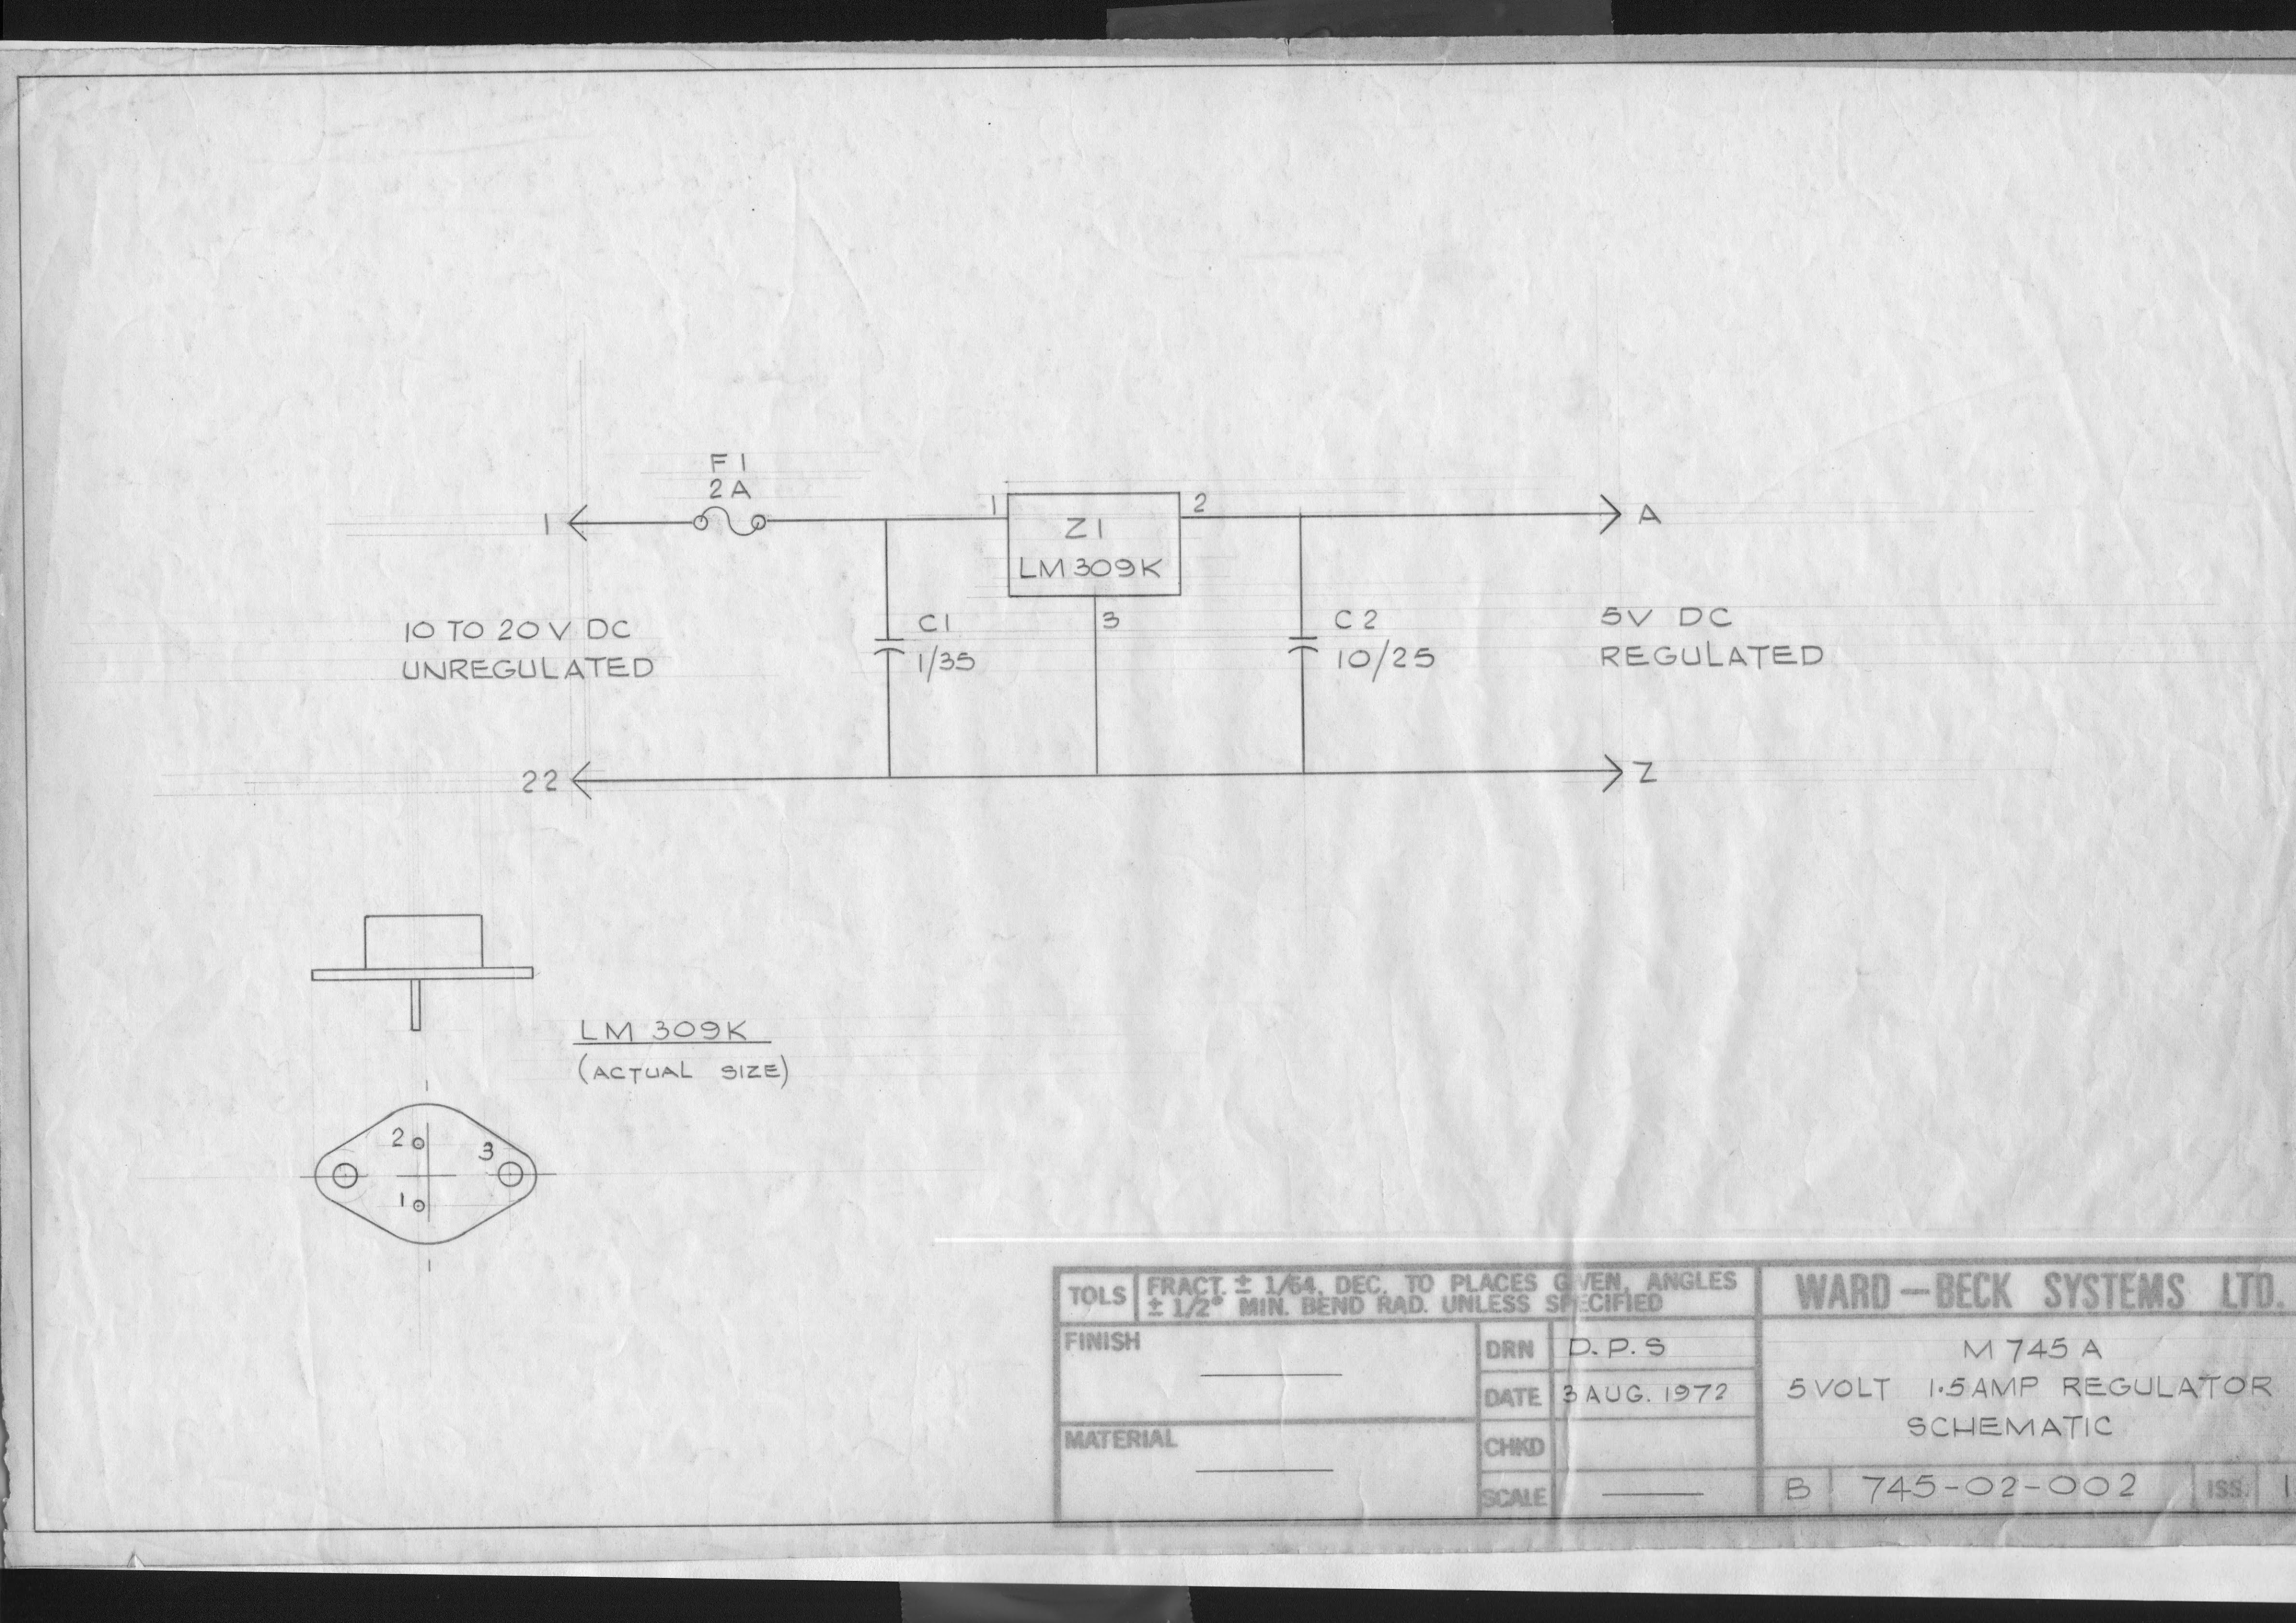 F1
2A
1
1
Z1
LM309K
2
A
3
10 TO 20V DC
UNREGULATED
C1
1/35
C2
10/25
5V DC
REGULATED
22
Z
LM 309K
(ACTUAL SIZE)
2
3
1
TOLS
FRACT. ± 1/64, DEC. TO PLACES GIVEN, ANGLES
± 1/2° MIN. BEND RAD. UNLESS SPECIFIED
WARD-BECK SYSTEMS LTD.
FINISH
DRN D.P.S
DATE 3 AUG. 1972
MATERIAL
CHKD
SCALE
M 745 A
5 VOLT 1.5 AMP REGULATOR
SCHEMATIC
B 745-02-002 ISS. 1